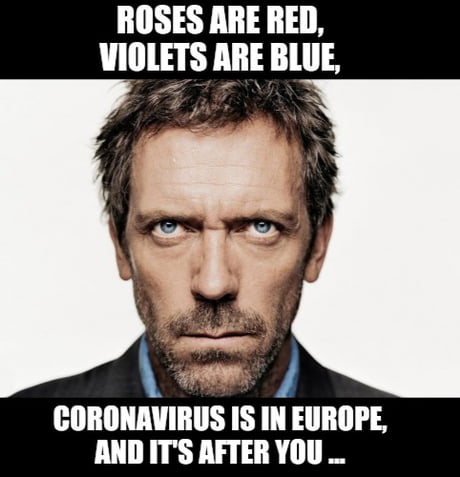 ROSES ARE RED,
VIOLETS ARE BLUE,
CORONAVIRUS IS IN EUROPE,
AND IT'S AFTER YOU ...